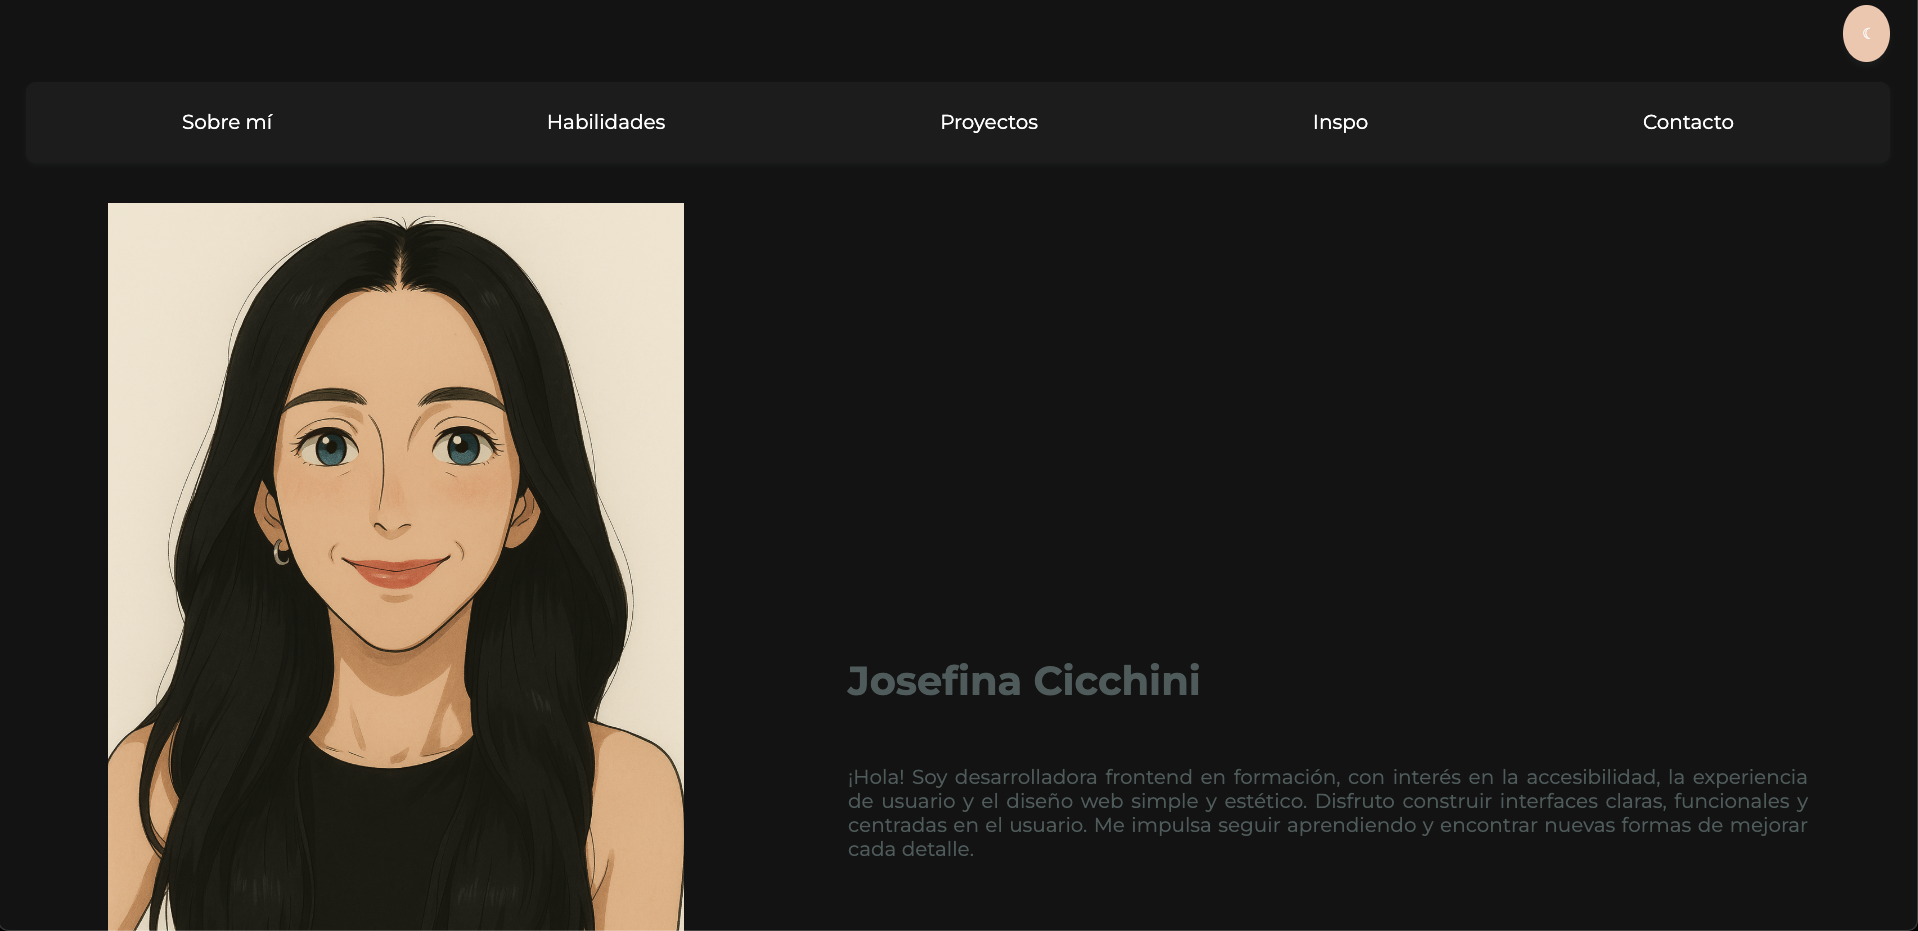 Sobre mí
Habilidades
Proyectos
Inspo
Contacto
Josefina Cicchini
¡Hola! Soy desarrolladora frontend en formación, con interés en la accesibilidad, la experiencia
de usuario y el diseño web simple y estético. Disfruto construir interfaces claras, funcionales y
centradas en el usuario. Me impulsa seguir aprendiendo y encontrar nuevas formas de mejorar
cada detalle.